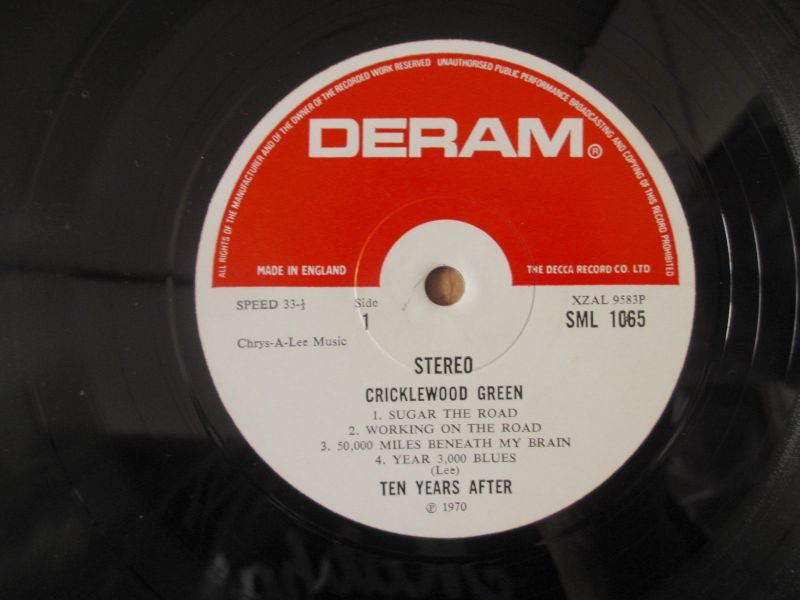 ALL RIGHTS OF THE MANUFACTURER AND OF THE OWNER OF THE RECORDED WORK RESERVED UNAUTHORISED PUBLIC PERFORMANCE BROADCASTING AND COPYING OF THIS RECORD PROHIBITED
DERAM®
MADE IN ENGLAND
THE DECCA RECORD CO. LTD
SPEED 33-⅓
Side
1
XZAL 9583P
SML 1065
Chrys-A-Lee Music
STEREO
CRICKLEWOOD GREEN
1. SUGAR THE ROAD
2. WORKING ON THE ROAD
3. 50,000 MILES BENEATH MY BRAIN
4. YEAR 3,000 BLUES
(Lee)
TEN YEARS AFTER
℗ 1970